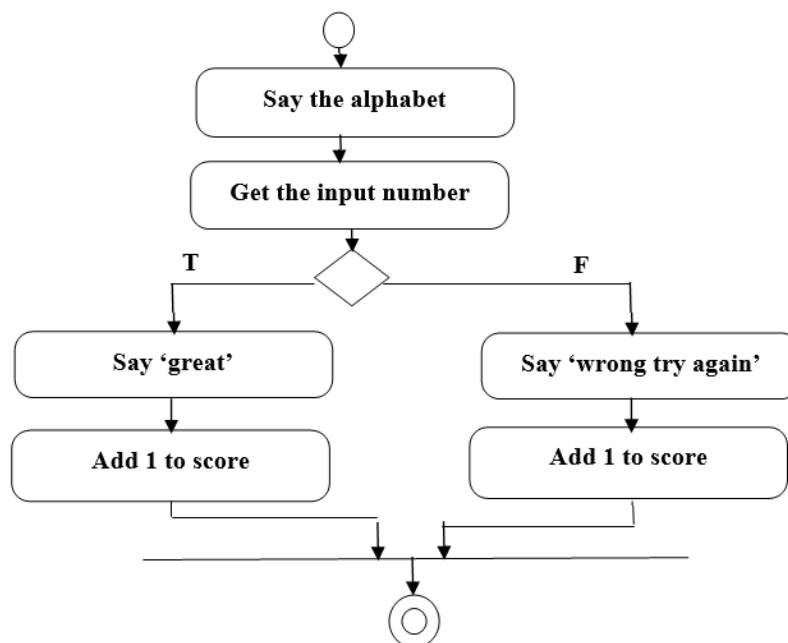 Say the alphabet
Get the input number
T
F
Say ‘great’
Say ‘wrong try again’
Add 1 to score
Add 1 to score